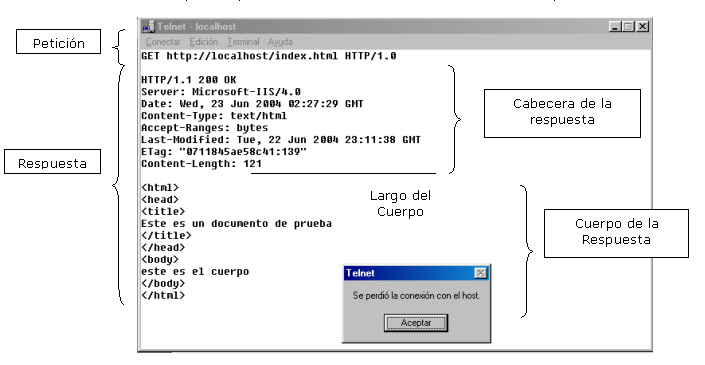 Telnet - localhost
Conectar Edición Terminal Ayuda
Petición
GET http://localhost/index.html HTTP/1.0
HTTP/1.1 200 OK
Server: Microsoft-IIS/4.0
Date: Wed, 23 Jun 2004 02:27:29 GMT
Content-Type: text/html
Accept-Ranges: bytes
Last-Modified: Tue, 22 Jun 2004 23:11:38 GMT
ETag: "0711845ae58c41:139"
Content-Length: 121
Cabecera de la
respuesta
Respuesta
<html>
<head>
<title>
Este es un documento de prueba
</title>
</head>
<body>
este es el cuerpo
</body>
</html>
Largo del
Cuerpo
Cuerpo de la
Respuesta
Telnet
Se perdió la conexión con el host.
Aceptar